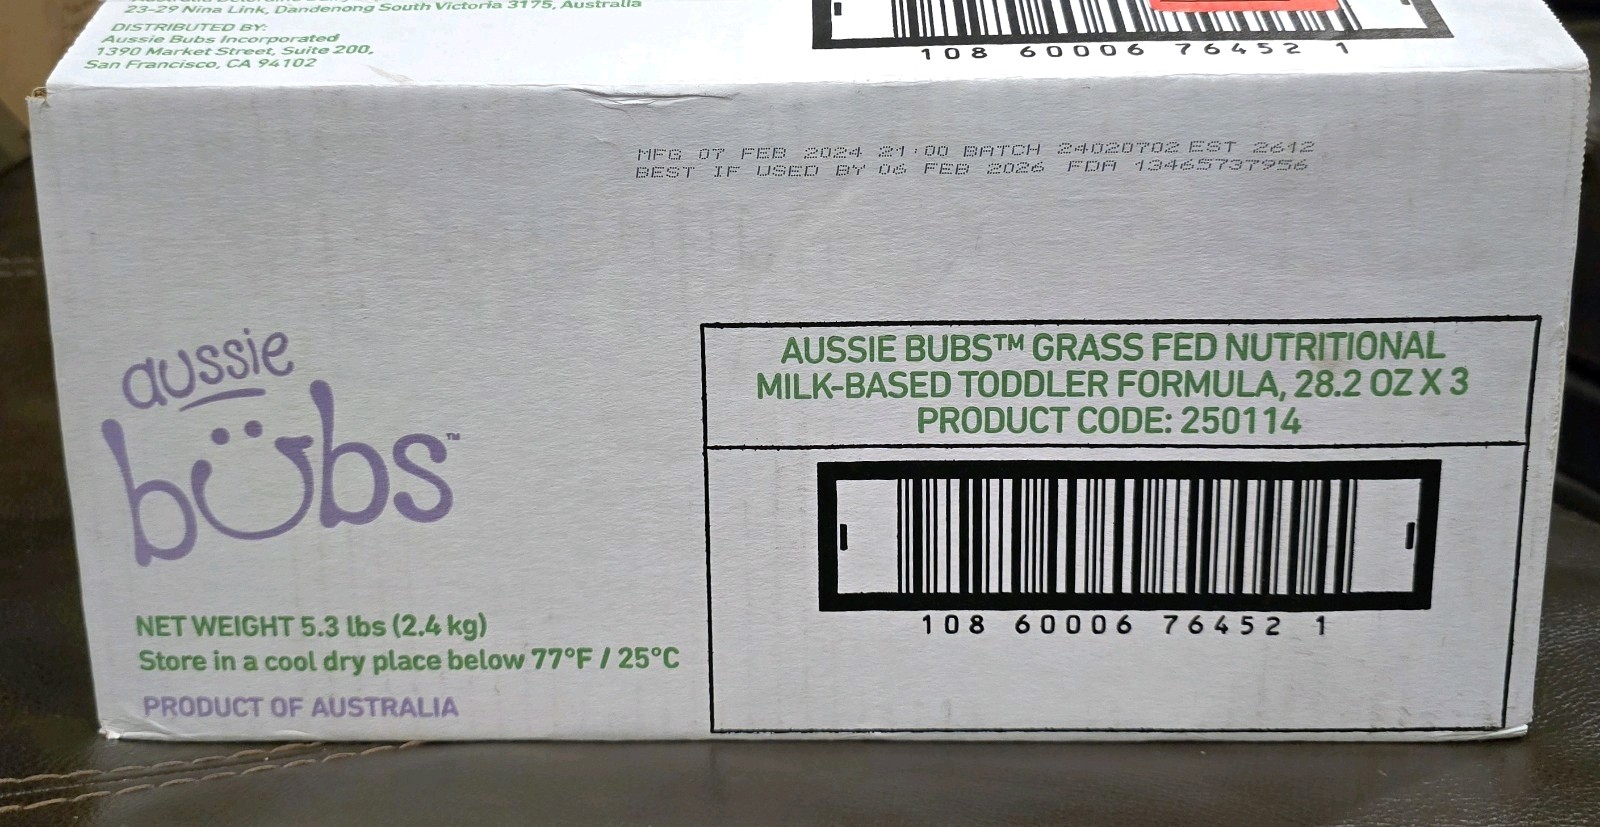 23-29 Nina Link, Dandenong South Victoria 3175, Australia
DISTRIBUTED BY:
Aussie Bubs Incorporated
1390 Market Street, Suite 200,
San Francisco, CA 94102
108 60006 76452 1
MFG 07 FEB 2024 21:00 BATCH 24020702 EST 2612
BEST IF USED BY 06 FEB 2026 FDA 13465737956
aussie
bubs™
AUSSIE BUBS™ GRASS FED NUTRITIONAL
MILK-BASED TODDLER FORMULA, 28.2 OZ X 3
PRODUCT CODE: 250114
108 60006 76452 1
NET WEIGHT 5.3 lbs (2.4 kg)
Store in a cool dry place below 77°F / 25°C
PRODUCT OF AUSTRALIA